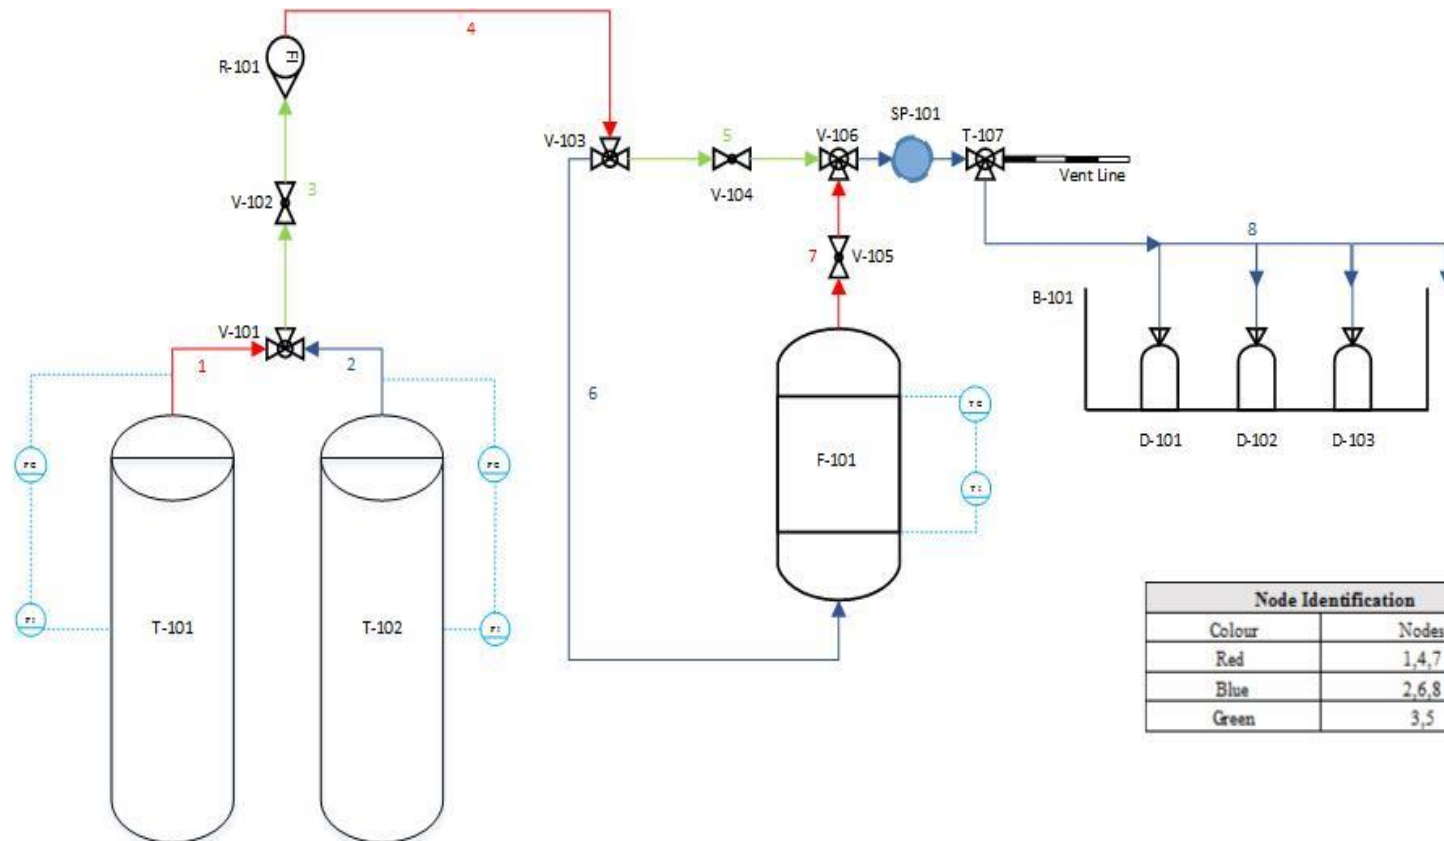 4
R-101
FI
SP-101
V-103
5
V-106
T-107
V-104
Vent Line
V-102
3
8
7
V-105
B-101
V-101
1
2
6
D-101
D-102
D-103
F-101
T-101
T-102
Node Identification
Colour
Nodes
Red
1,4,7
Blue
2,6,8
Green
3,5